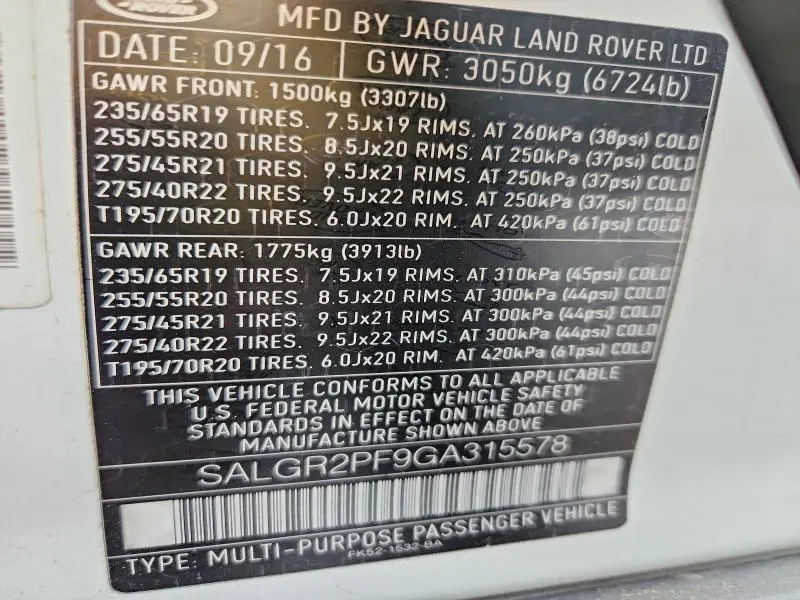 ROVER
MFD BY JAGUAR LAND ROVER LTD
DATE: 09/16 GWR: 3050kg (6724lb)
GAWR FRONT: 1500kg (3307lb)
235/65R19 TIRES. 7.5Jx19 RIMS. AT 260kPa (38psi) COLD
255/55R20 TIRES. 8.5Jx20 RIMS. AT 250kPa (37psi) COLD
275/45R21 TIRES. 9.5Jx21 RIMS. AT 250kPa (37psi) COLD
275/40R22 TIRES. 9.5Jx22 RIMS. AT 250kPa (37psi) COLD
T195/70R20 TIRES. 6.0Jx20 RIM. AT 420kPa (61psi) COLD
GAWR REAR: 1775kg (3913lb)
235/65R19 TIRES. 7.5Jx19 RIMS. AT 310kPa (45psi) COLD
255/55R20 TIRES. 8.5Jx20 RIMS. AT 300kPa (44psi) COLD
275/45R21 TIRES. 9.5Jx21 RIMS. AT 300kPa (44psi) COLD
275/40R22 TIRES. 9.5Jx22 RIMS. AT 300kPa (44psi) COLD
T195/70R20 TIRES. 6.0Jx20 RIM. AT 420kPa (61psi) COLD
THIS VEHICLE CONFORMS TO ALL APPLICABLE
U.S. FEDERAL MOTOR VEHICLE SAFETY
STANDARDS IN EFFECT ON THE DATE OF
MANUFACTURE SHOWN ABOVE
SALGR2PF9GA315578
TYPE: MULTI-PURPOSE PASSENGER VEHICLE
FK52-1532-BA